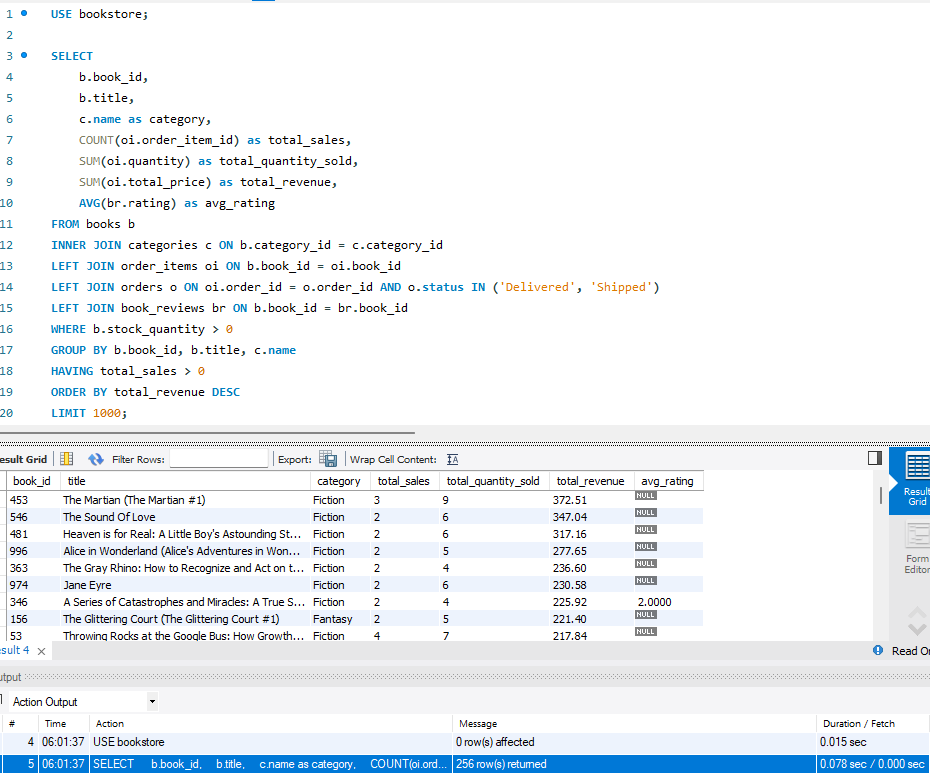 1 USE bookstore;
2
3 SELECT
4 b.book_id,
5 b.title,
6 c.name as category,
7 COUNT(oi.order_item_id) as total_sales,
8 SUM(oi.quantity) as total_quantity_sold,
9 SUM(oi.total_price) as total_revenue,
10 AVG(br.rating) as avg_rating
11 FROM books b
12 INNER JOIN categories c ON b.category_id = c.category_id
13 LEFT JOIN order_items oi ON b.book_id = oi.book_id
14 LEFT JOIN orders o ON oi.order_id = o.order_id AND o.status IN ('Delivered', 'Shipped')
15 LEFT JOIN book_reviews br ON b.book_id = br.book_id
16 WHERE b.stock_quantity > 0
17 GROUP BY b.book_id, b.title, c.name
18 HAVING total_sales > 0
19 ORDER BY total_revenue DESC
20 LIMIT 1000;
esult Grid Filter Rows: Export: Wrap Cell Content: IA
book_id title category total_sales total_quantity_sold total_revenue avg_rating
453 The Martian (The Martian #1) Fiction 3 9 372.51 NULL
546 The Sound Of Love Fiction 2 6 347.04 NULL
481 Heaven is for Real: A Little Boy's Astounding St... Fiction 2 6 317.16 NULL
996 Alice in Wonderland (Alice's Adventures in Won... Fiction 2 5 277.65 NULL
363 The Gray Rhino: How to Recognize and Act on t... Fiction 2 4 236.60 NULL
974 Jane Eyre Fiction 2 6 230.58 NULL
346 A Series of Catastrophes and Miracles: A True S... Fiction 2 4 225.92 2.0000
156 The Glittering Court (The Glittering Court #1) Fantasy 2 5 221.40 NULL
53 Throwing Rocks at the Google Bus: How Growth... Fiction 4 7 217.84 NULL
Result
Grid
Form
Editor
esult 4 Read On
utput
Action Output
# Time Action Message Duration / Fetch
4 06:01:37 USE bookstore 0 row(s) affected 0.015 sec
5 06:01:37 SELECT b.book_id, b.title, c.name as category, COUNT(oi.ord... 256 row(s) returned 0.078 sec / 0.000 sec